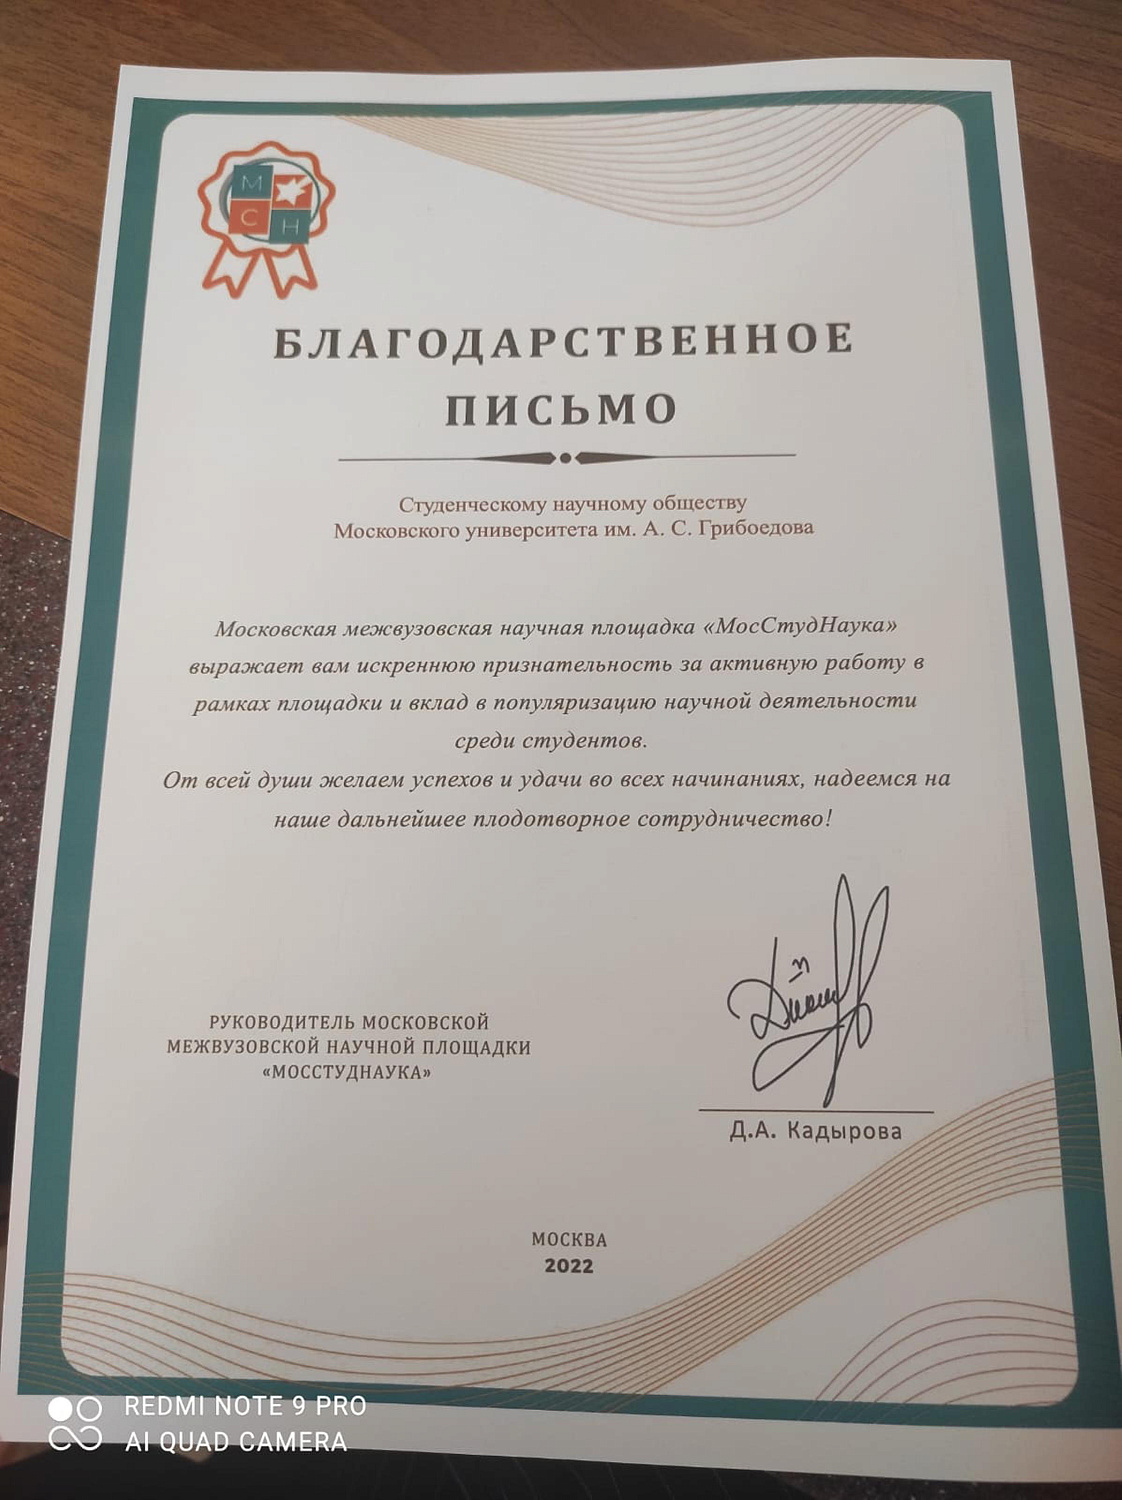 М
С Н
БЛАГОДАРСТВЕННОЕ
ПИСЬМО
Студенческому научному обществу
Московского университета им. А. С. Грибоедова
Московская межвузовская научная площадка «МосСтудНаука»
выражает вам искреннюю признательность за активную работу в
рамках площадки и вклад в популяризацию научной деятельности
среди студентов.
От всей души желаем успехов и удачи во всех начинаниях, надеемся на
наше дальнейшее плодотворное сотрудничество!
РУКОВОДИТЕЛЬ МОСКОВСКОЙ
МЕЖВУЗОВСКОЙ НАУЧНОЙ ПЛОЩАДКИ
«МОССТУДНАУКА»
Д.А. Кадырова
МОСКВА
2022
REDMI NOTE 9 PRO
AI QUAD CAMERA